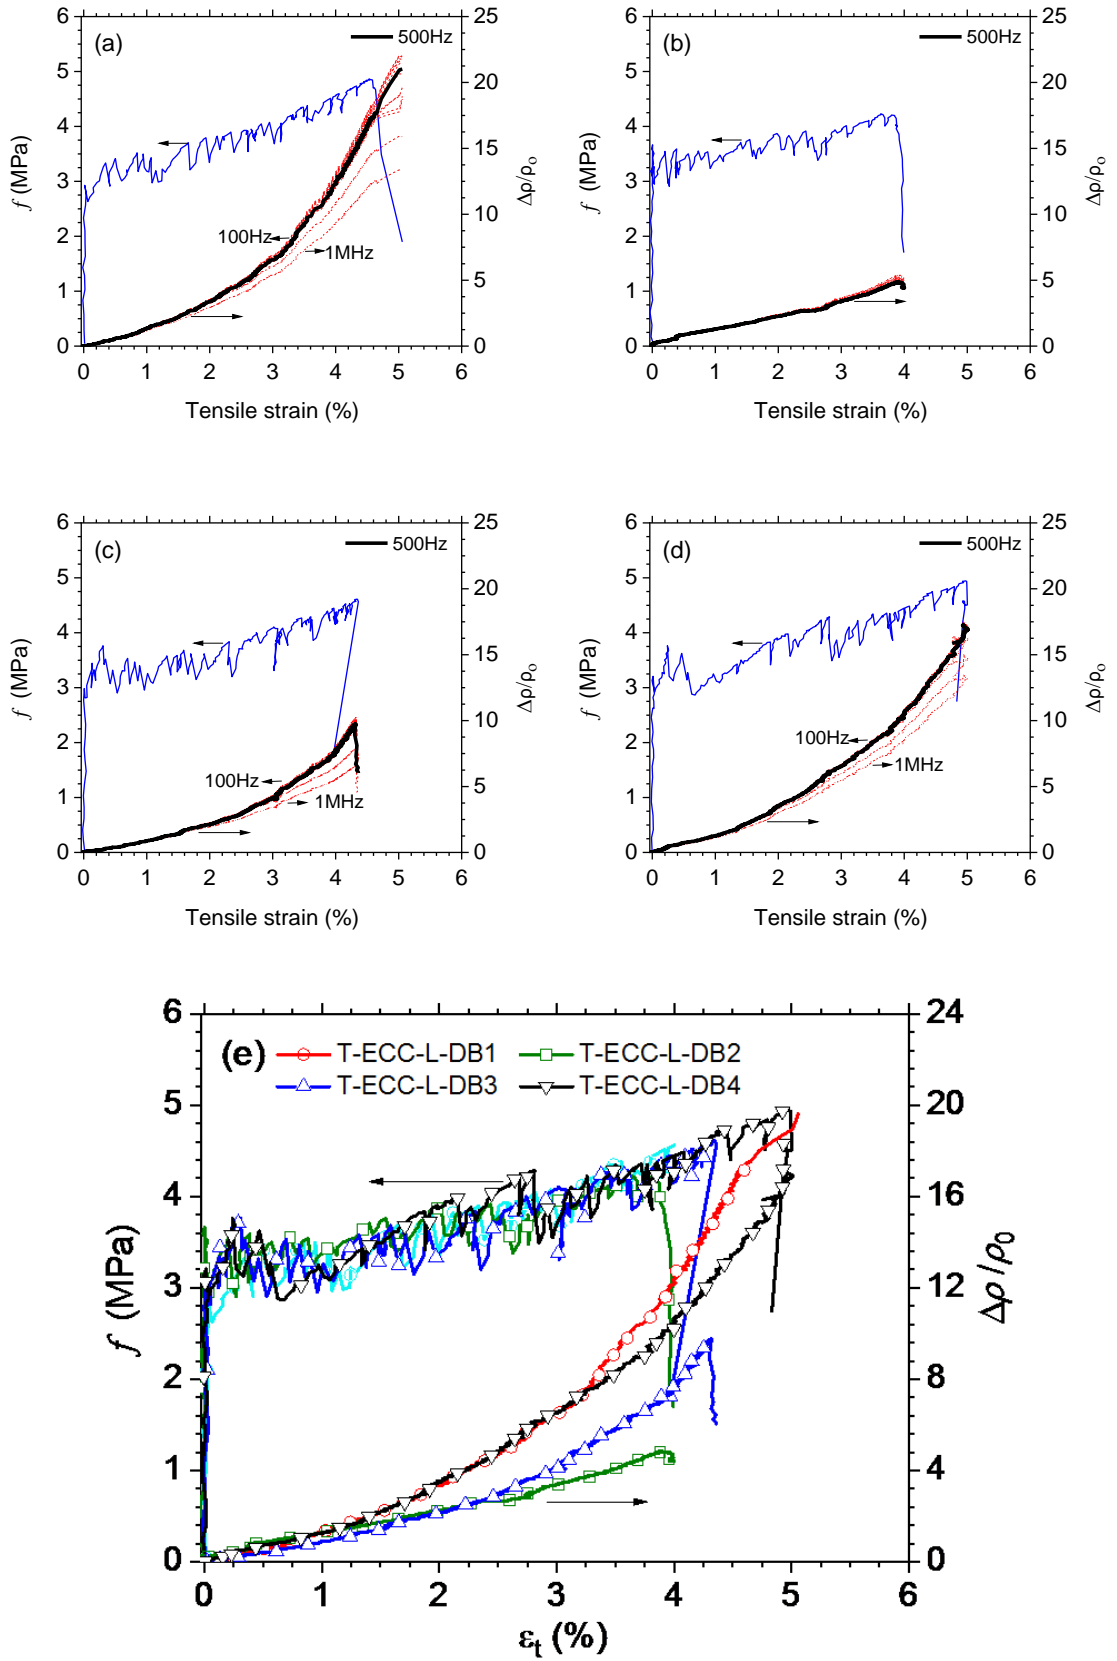 (a)
500Hz
f (MPa)
6
5
4
3
2
1
0
25
20
15
10
5
0
Δρ/ρo
100Hz
1MHz
0 1 2 3 4 5 6
Tensile strain (%)
(b)
500Hz
f (MPa)
6
5
4
3
2
1
0
25
20
15
10
5
0
Δρ/ρo
0 1 2 3 4 5 6
Tensile strain (%)
(c)
500Hz
f (MPa)
6
5
4
3
2
1
0
25
20
15
10
5
0
Δρ/ρo
100Hz
1MHz
0 1 2 3 4 5 6
Tensile strain (%)
(d)
500Hz
f (MPa)
6
5
4
3
2
1
0
25
20
15
10
5
0
Δρ/ρo
100Hz
1MHz
0 1 2 3 4 5 6
Tensile strain (%)
(e)
T-ECC-L-DB1 T-ECC-L-DB2
T-ECC-L-DB3 T-ECC-L-DB4
f (MPa)
6
5
4
3
2
1
0
24
20
16
12
8
4
0
Δρ/ρ0
0 1 2 3 4 5 6
εt (%)